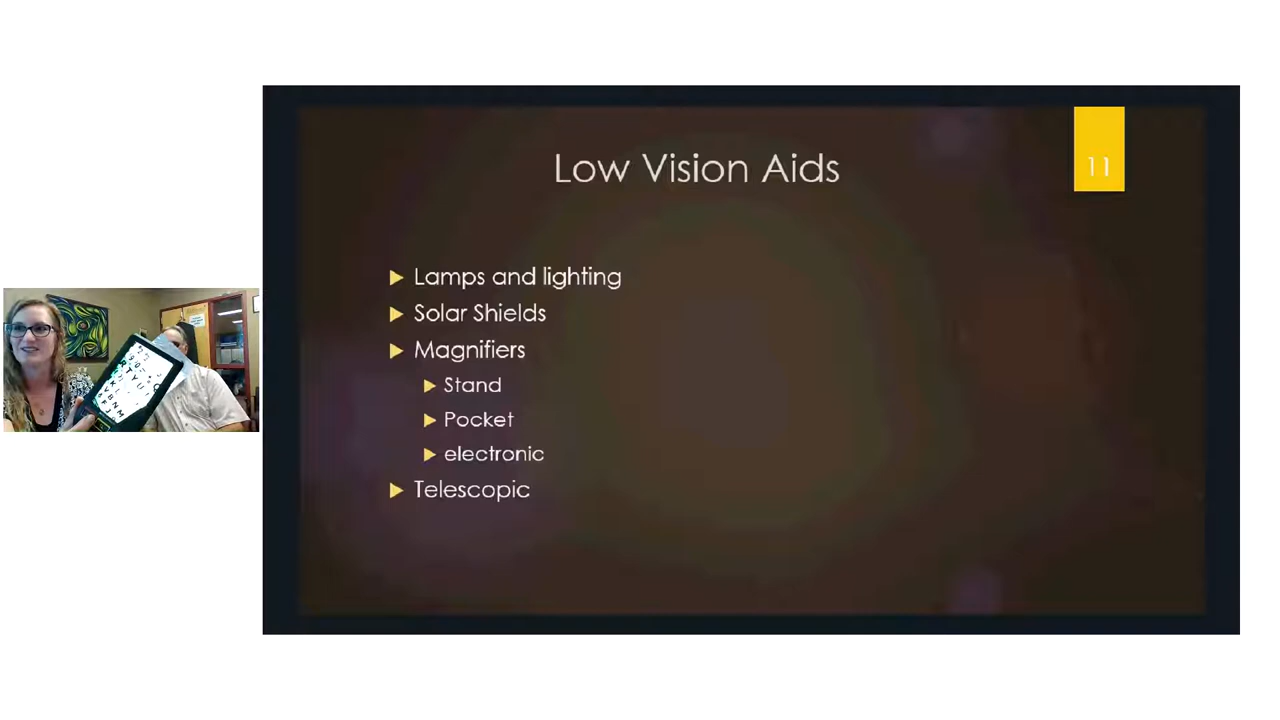 Low Vision Aids
11
Lamps and lighting
Solar Shields
Magnifiers
Stand
Pocket
electronic
Telescopic